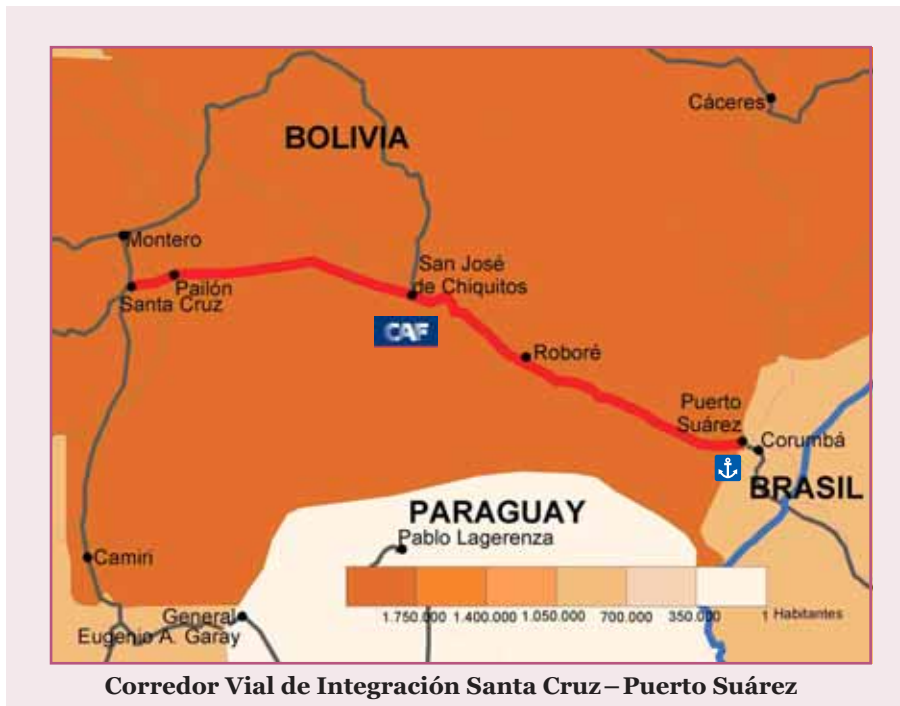 Cáceres
BOLIVIA
Montero
San José
de Chiquitos
Pailón
Santa Cruz
CAF
Roboré
Puerto
Suárez
Corumbá
BRASIL
PARAGUAY
Pablo Lagerenza
Camiri
General
Eugenio A. Garay
1.750.000 1.400.000 1.050.000 700.000 350.000 1 Habitantes
Corredor Vial de Integración Santa Cruz–Puerto Suárez